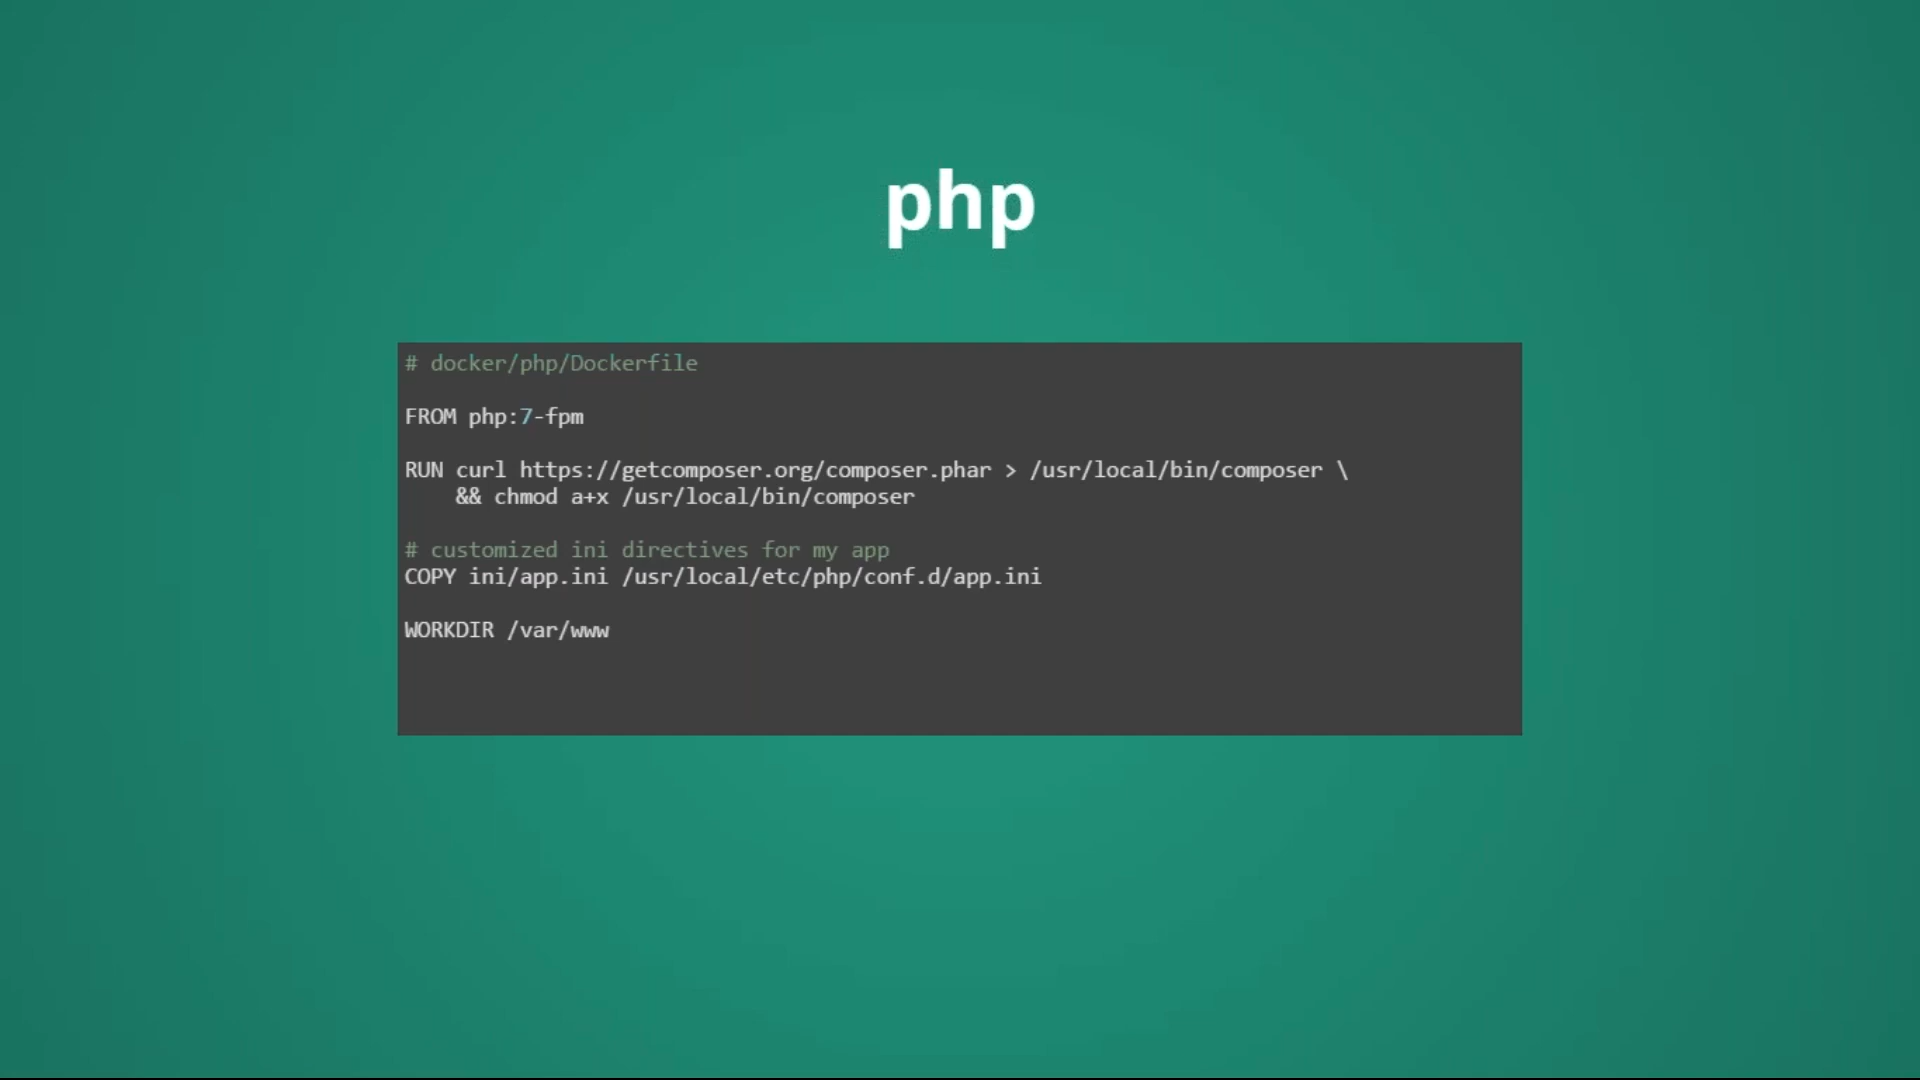 php
# docker/php/Dockerfile
FROM php:7-fpm
RUN curl https://getcomposer.org/composer.phar > /usr/local/bin/composer \
    && chmod a+x /usr/local/bin/composer
# customized ini directives for my app
COPY ini/app.ini /usr/local/etc/php/conf.d/app.ini
WORKDIR /var/www